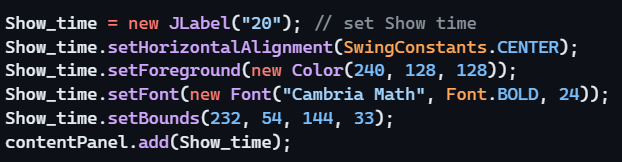 Show_time = new JLabel("20"); // set Show time
Show_time.setHorizontalAlignment(SwingConstants.CENTER);
Show_time.setForeground(new Color(240, 128, 128));
Show_time.setFont(new Font("Cambria Math", Font.BOLD, 24));
Show_time.setBounds(232, 54, 144, 33);
contentPanel.add(Show_time);